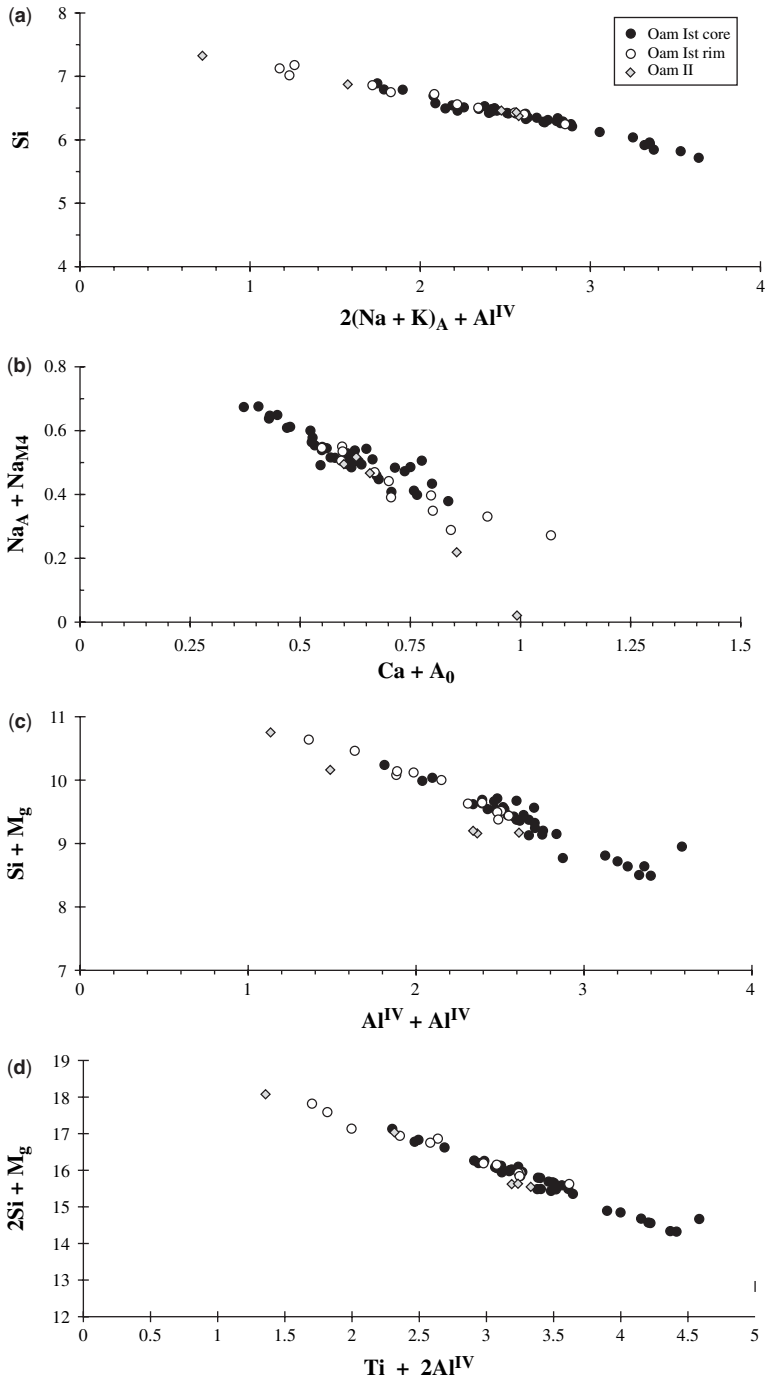 (a)
8
7
6
5
4
Si
Oam Ist core
Oam Ist rim
Oam II
0 1 2 3 4
2(Na + K)A + AlIV
(b)
0.8
0.6
0.4
0.2
0
NaA + NaM4
0 0.25 0.5 0.75 1 1.25 1.5
Ca + A0
(c)
11
10
9
8
7
Si + Mg
0 1 2 3 4
AlIV + AlIV
(d)
19
18
17
16
15
14
13
12
2Si + Mg
0 0.5 1 1.5 2 2.5 3 3.5 4 4.5 5
Ti + 2AlIV